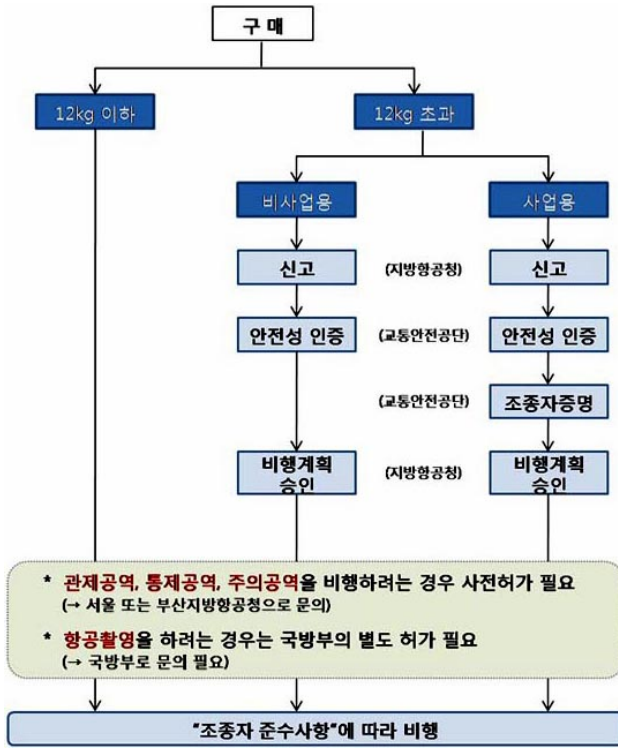 구 매
12kg 이하
12kg 초과
비사업용
사업용
신고
(지방항공청)
신고
안전성 인증
(교통안전공단)
안전성 인증
(교통안전공단)
조종자증명
비행계획
승인
(지방항공청)
비행계획
승인
* 관제공역, 통제공역, 주의공역을 비행하려는 경우 사전허가 필요
(→ 서울 또는 부산지방항공청으로 문의)
* 항공촬영을 하려는 경우는 국방부의 별도 허가 필요
(→ 국방부로 문의 필요)
"조종자 준수사항"에 따라 비행